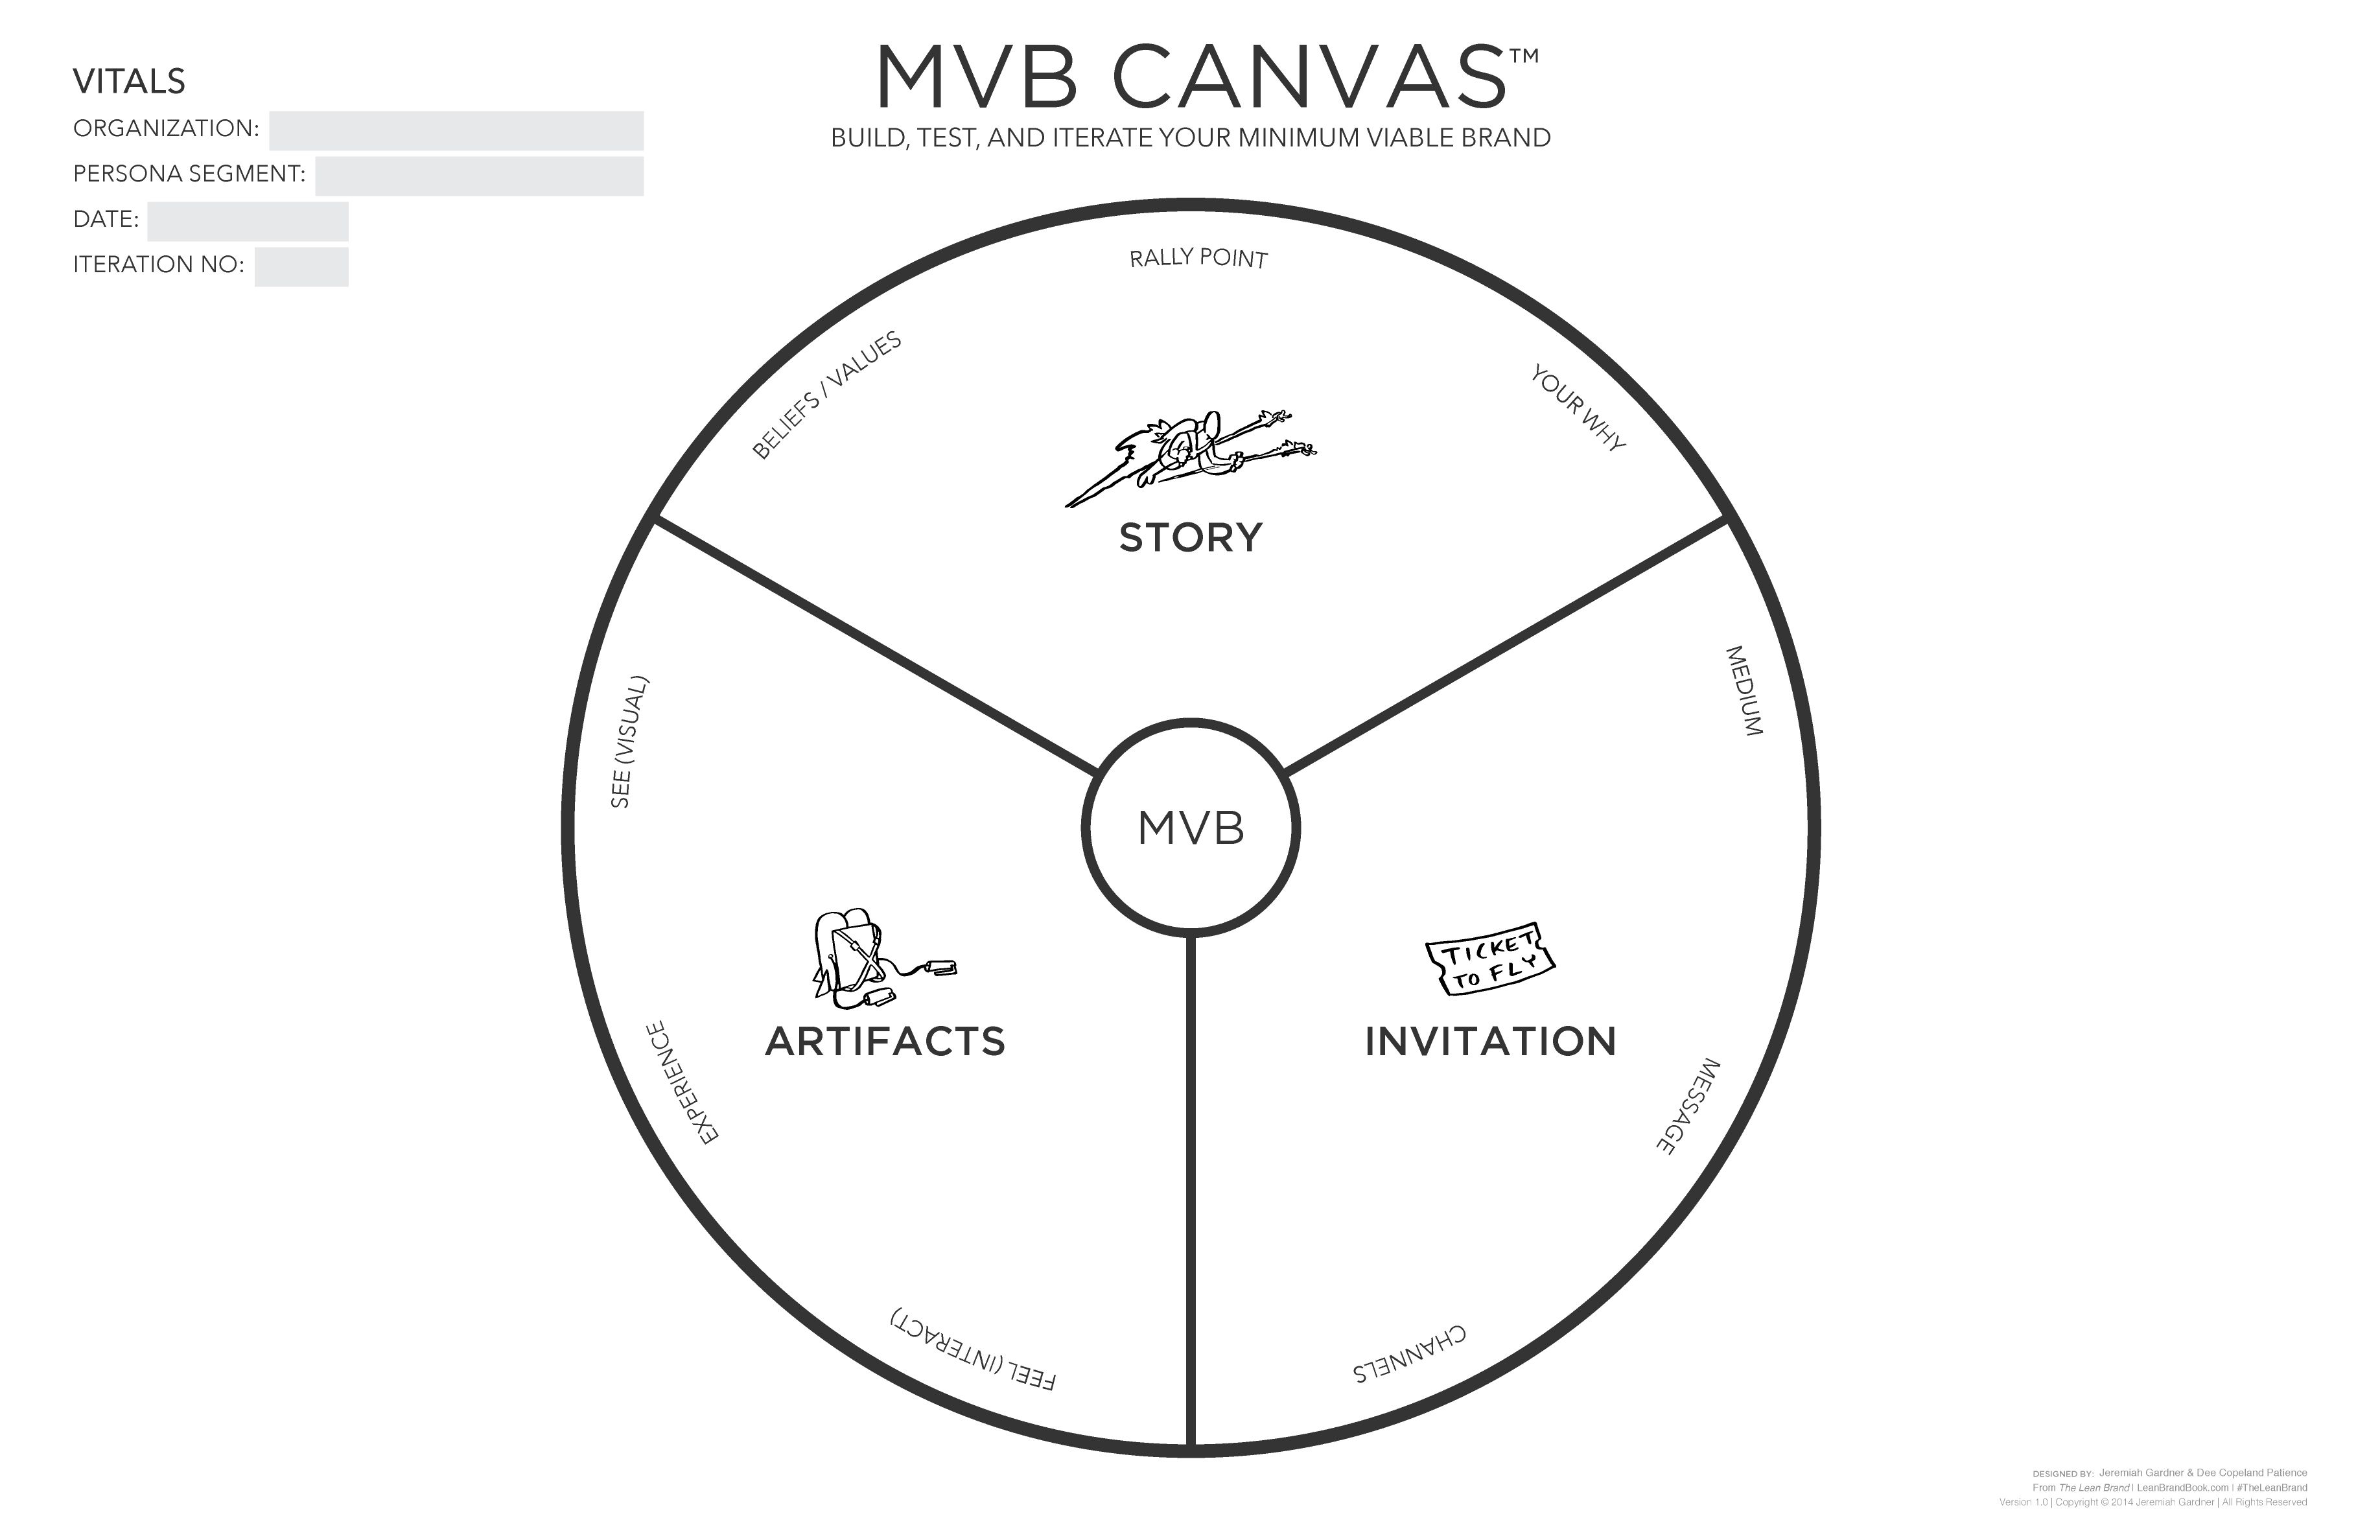 VITALS
ORGANIZATION:
PERSONA SEGMENT:
DATE:
ITERATION NO:
MVB CANVAS™
BUILD, TEST, AND ITERATE YOUR MINIMUM VIABLE BRAND
RALLY POINT
BELIEFS / VALUES
YOUR WHY
STORY
SEE (VISUAL)
MEDIUM
MVB
TICKET
TO FLY
ARTIFACTS
INVITATION
EXPERIENCE
MESSAGE
FEEL (INTERACT)
CHANNELS
DESIGNED BY: Jeremiah Gardner & Dee Copeland Patience
From The Lean Brand | LeanBrandBook.com | #TheLeanBrand
Version 1.0 | Copyright © 2014 Jeremiah Gardner | All Rights Reserved